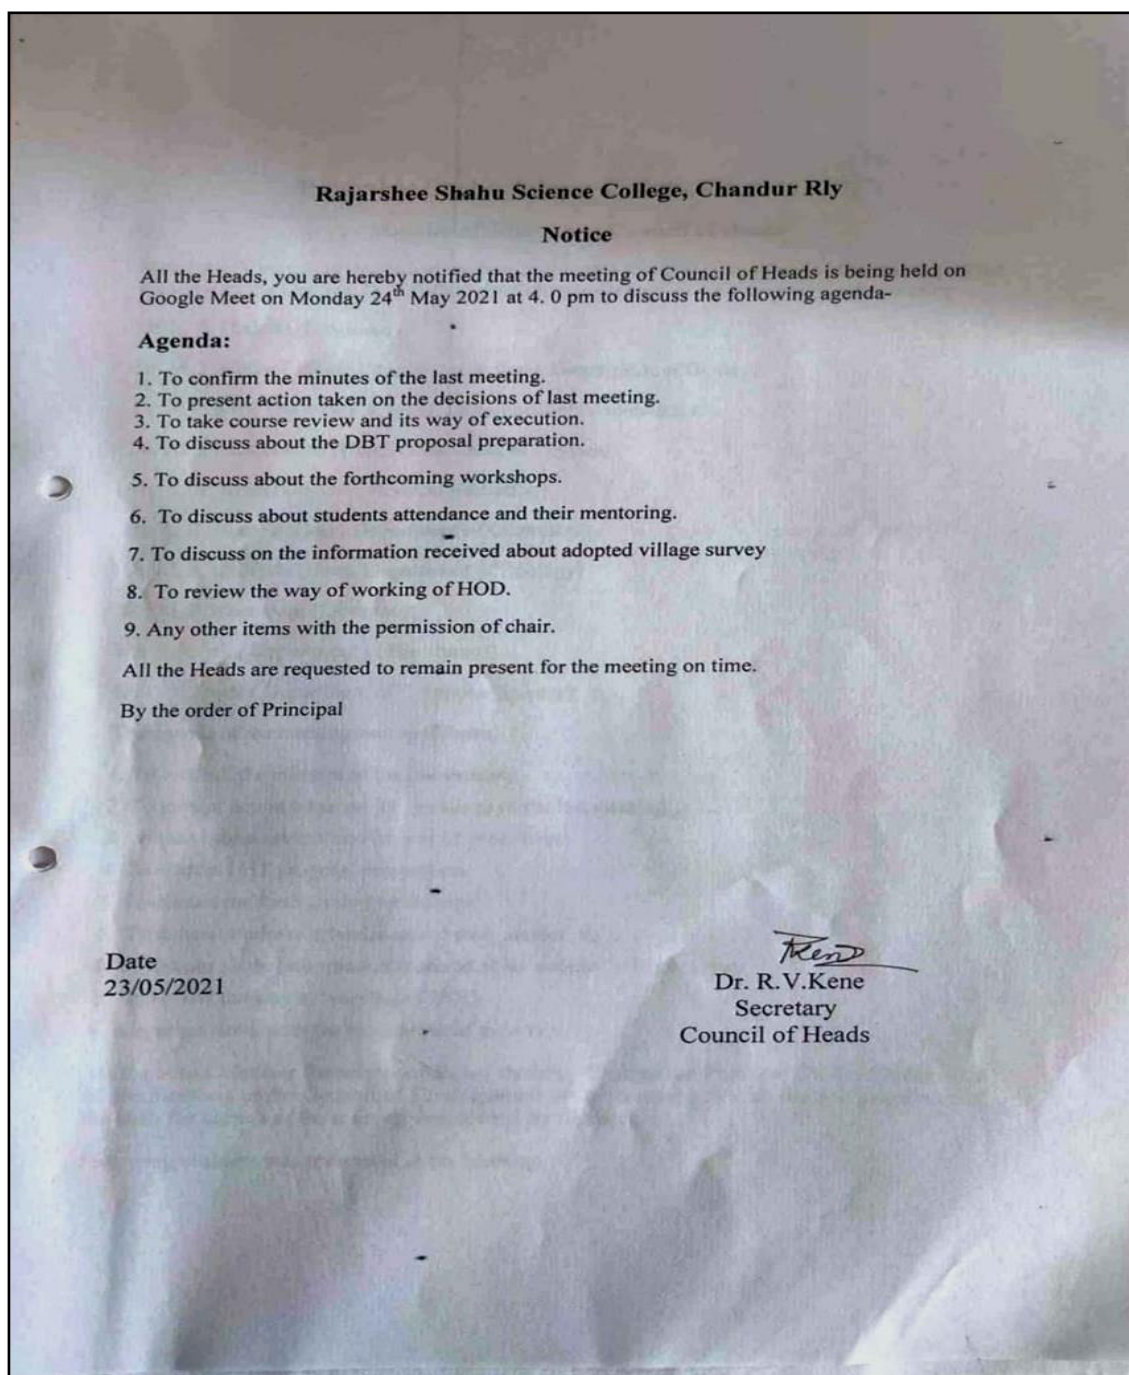 Rajarshee Shahu Science College, Chandur Rly
Notice
All the Heads, you are hereby notified that the meeting of Council of Heads is being held on
Google Meet on Monday 24th May 2021 at 4. 0 pm to discuss the following agenda-
Agenda:
1. To confirm the minutes of the last meeting.
2. To present action taken on the decisions of last meeting.
3. To take course review and its way of execution.
4. To discuss about the DBT proposal preparation.
5. To discuss about the forthcoming workshops.
6. To discuss about students attendance and their mentoring.
7. To discuss on the information received about adopted village survey
8. To review the way of working of HOD.
9. Any other items with the permission of chair.
All the Heads are requested to remain present for the meeting on time.
By the order of Principal
Date
23/05/2021
Dr. R.V.Kene
Secretary
Council of Heads